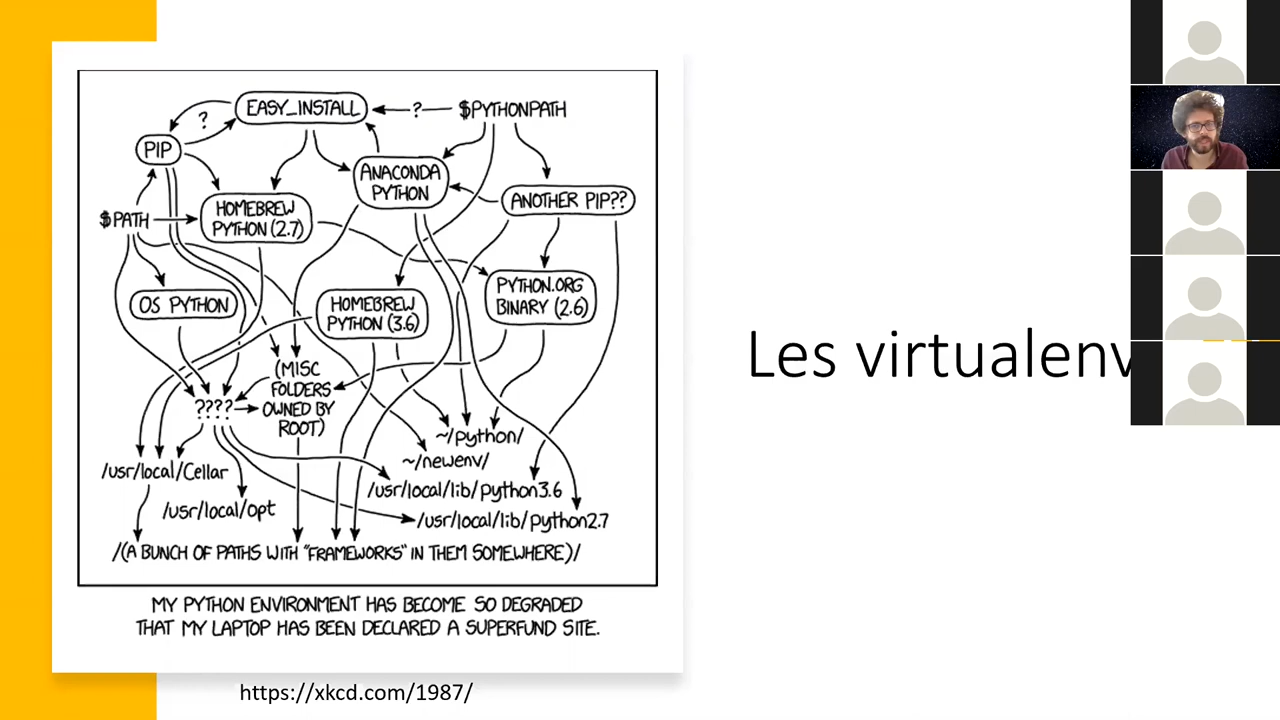 EASY_INSTALL
?
$PYTHONPATH
?
PIP
ANACONDA
PYTHON
ANOTHER PIP??
$PATH
HOMEBREW
PYTHON (2.7)
OS PYTHON
HOMEBREW
PYTHON (3.6)
PYTHON.ORG
BINARY (2.6)
(MISC
FOLDERS
OWNED BY
ROOT)
????
~/python/
~/newenv/
/usr/local/Cellar
/usr/local/lib/python3.6
/usr/local/opt
/usr/local/lib/python2.7
/(A BUNCH OF PATHS WITH "FRAMEWORKS" IN THEM SOMEWHERE)/
MY PYTHON ENVIRONMENT HAS BECOME SO DEGRADED
THAT MY LAPTOP HAS BEEN DECLARED A SUPERFUND SITE.
https://xkcd.com/1987/
Les virtualenv